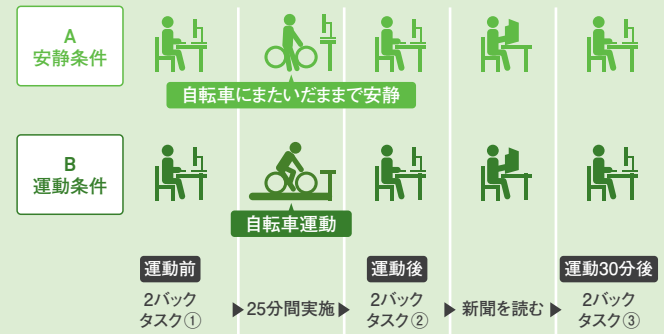 A
安静条件
自転車にまたいだままで安静
B
運動条件
自転車運動
運動前
運動後
運動30分後
2バック
タスク①
▶25分間実施▶
2バック
タスク②
▶新聞を読む▶
2バック
タスク③